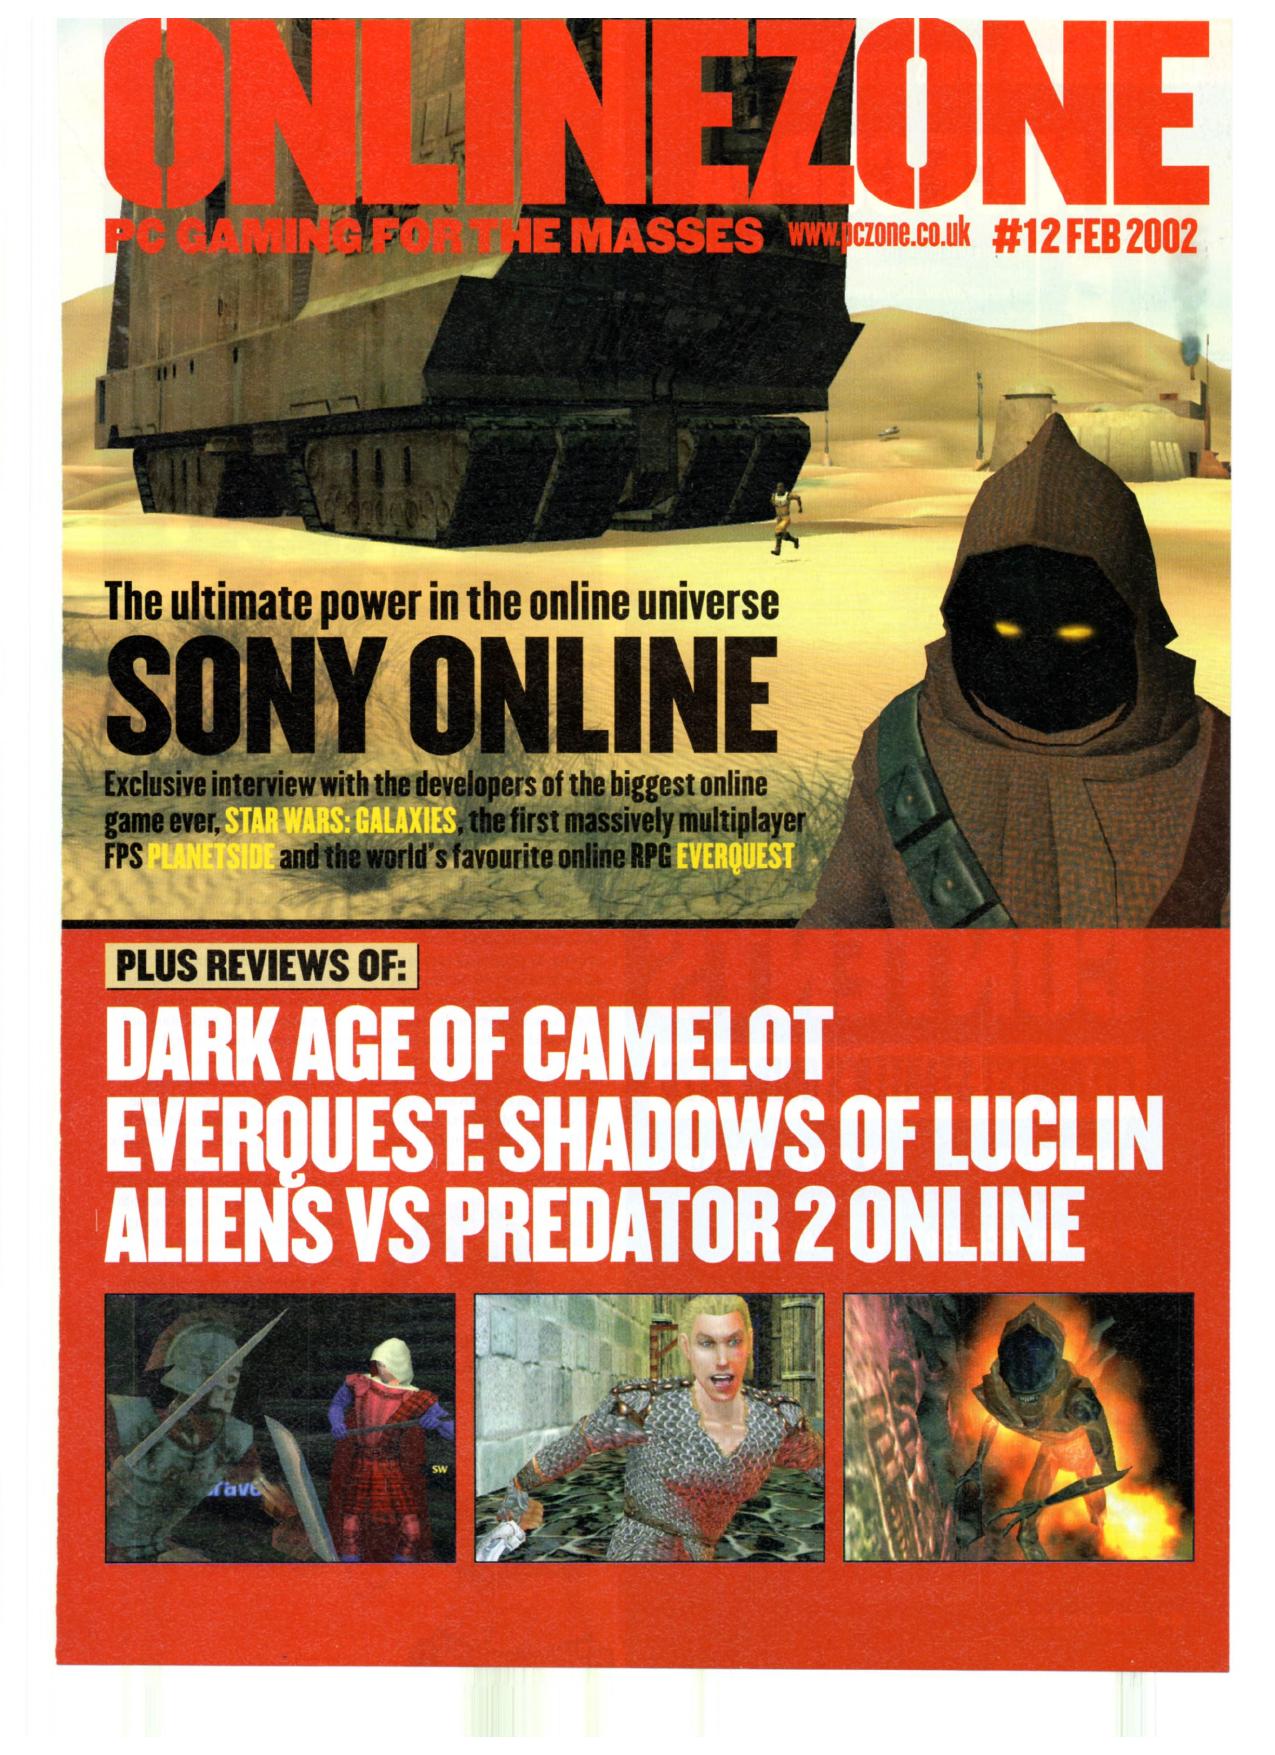 ONLINEZONE
PC GAMING FOR THE MASSES www.pczone.co.uk #12 FEB 2002
The ultimate power in the online universe
SONY ONLINE
Exclusive interview with the developers of the biggest online
game ever, STAR WARS: GALAXIES, the first massively multiplayer
FPS PLANETSIDE and the world's favourite online RPG EVERQUEST
PLUS REVIEWS OF:
DARK AGE OF CAMELOT
EVERQUEST: SHADOWS OF LUCLIN
ALIENS VS PREDATOR 2 ONLINE
SW